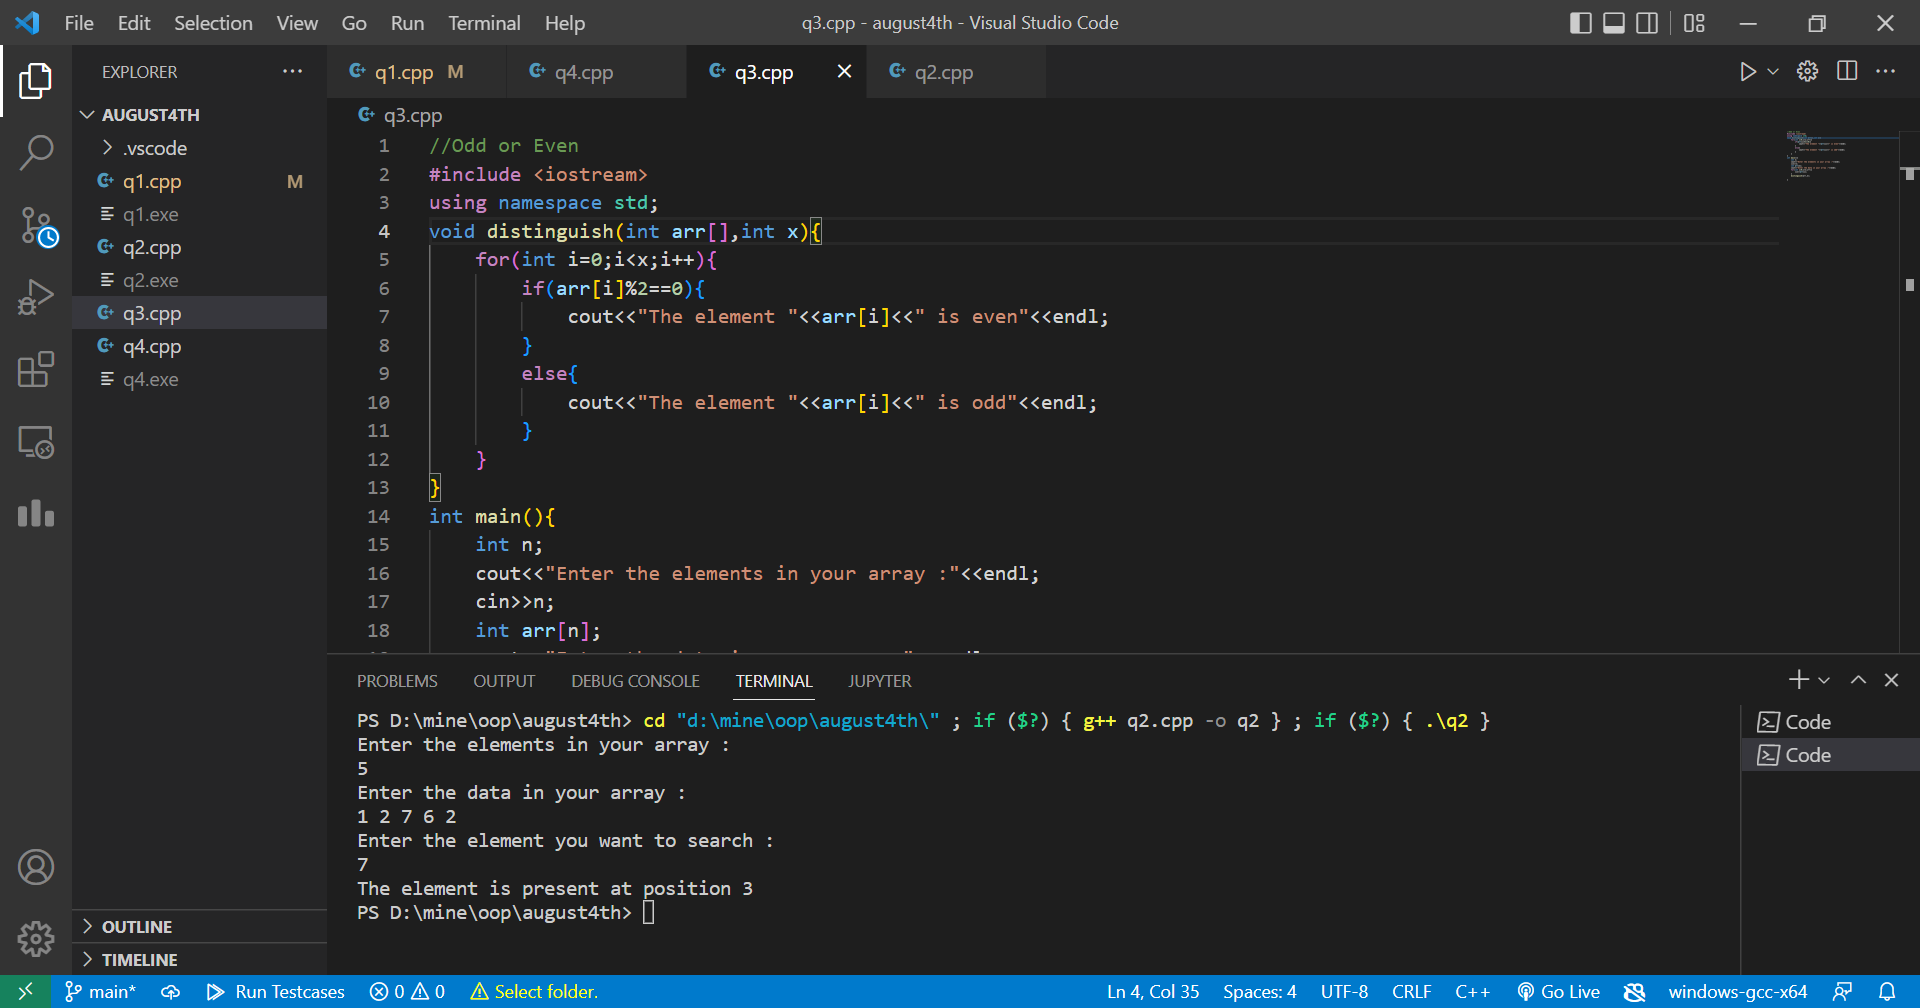 File Edit Selection View Go Run Terminal Help
q3.cpp - august4th - Visual Studio Code
EXPLORER
AUGUST4TH
.vscode
q1.cpp M
q1.exe
q2.cpp
q2.exe
q3.cpp
q4.cpp
q4.exe
OUTLINE
TIMELINE
q1.cpp M q4.cpp q3.cpp q2.cpp
q3.cpp
1 //Odd or Even
2 #include <iostream>
3 using namespace std;
4 void distinguish(int arr[],int x){
5 for(int i=0;i<x;i++){
6 if(arr[i]%2==0){
7 cout<<"The element "<<arr[i]<<" is even"<<endl;
8 }
9 else{
10 cout<<"The element "<<arr[i]<<" is odd"<<endl;
11 }
12 }
13 }
14 int main(){
15 int n;
16 cout<<"Enter the elements in your array :"<<endl;
17 cin>>n;
18 int arr[n];
PROBLEMS OUTPUT DEBUG CONSOLE TERMINAL JUPYTER
PS D:\mine\oop\august4th> cd "d:\mine\oop\august4th\" ; if ($?) { g++ q2.cpp -o q2 } ; if ($?) { .\q2 }
Enter the elements in your array :
5
Enter the data in your array :
1 2 7 6 2
Enter the element you want to search :
7
The element is present at position 3
PS D:\mine\oop\august4th>
Code
Code
main* Run Testcases 0 0 Select folder. Ln 4, Col 35 Spaces: 4 UTF-8 CRLF C++ Go Live windows-gcc-x64